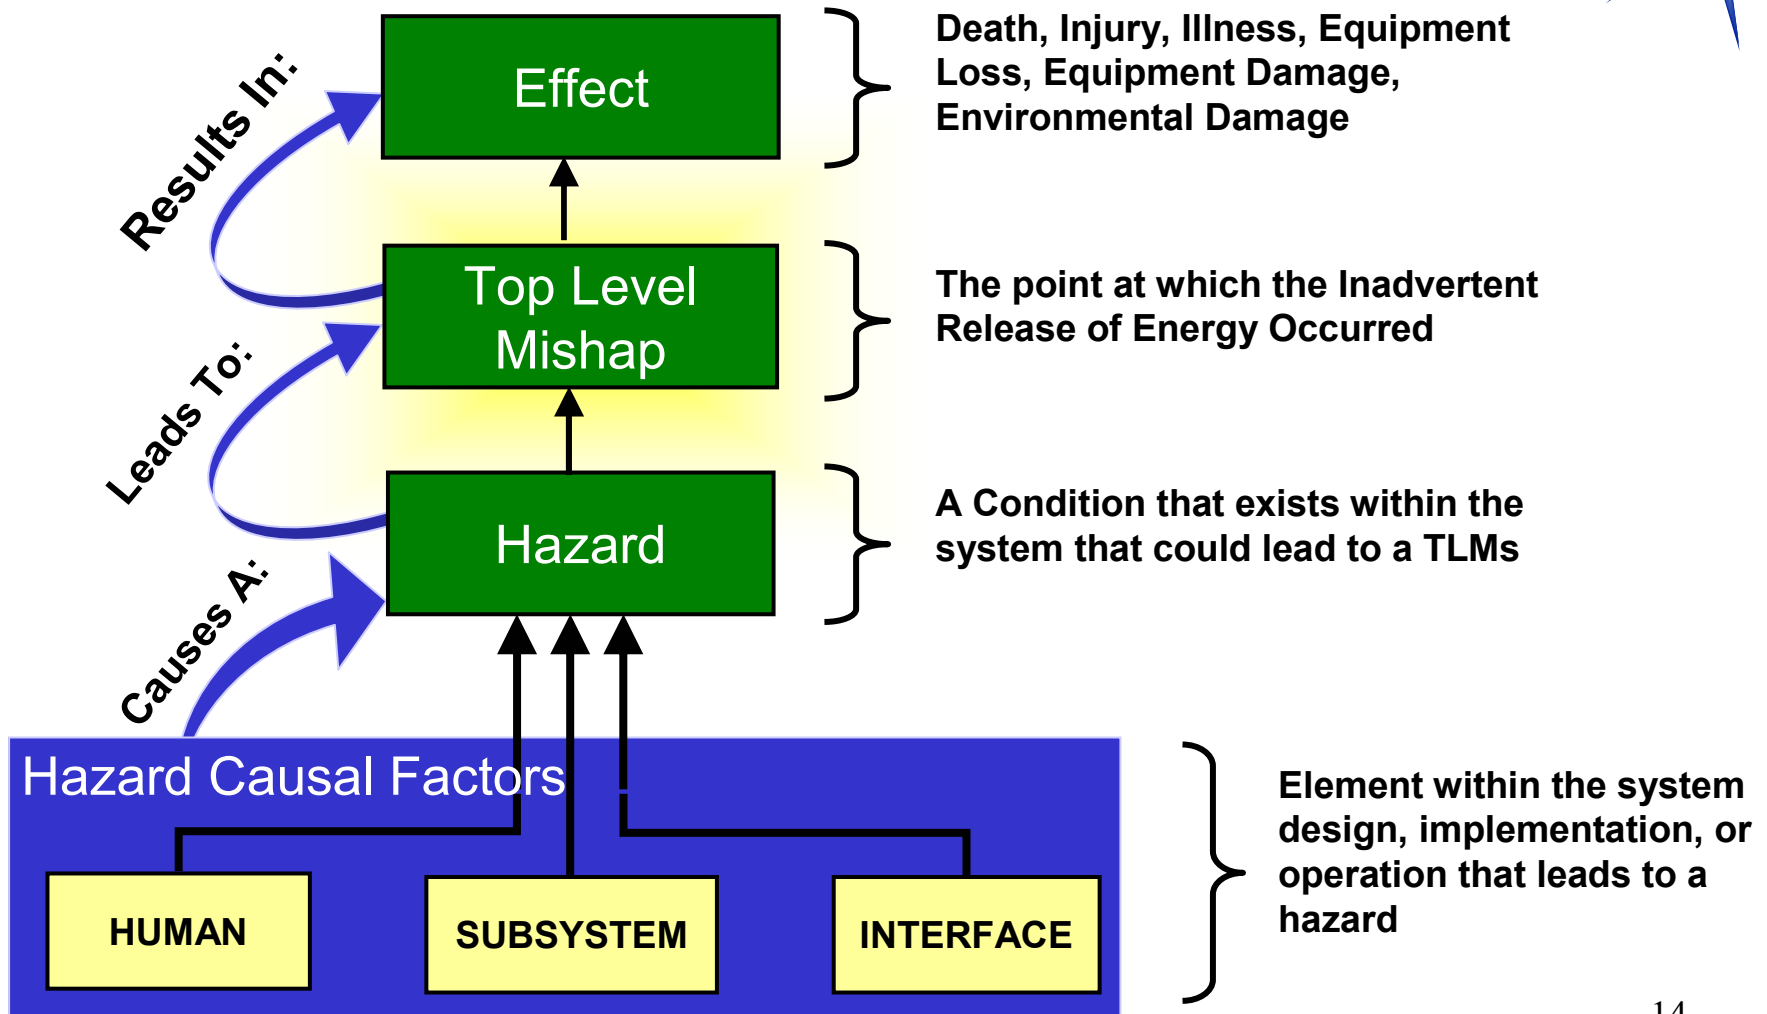 Effect
Death, Injury, Illness, Equipment
Loss, Equipment Damage,
Environmental Damage
Results In:
Top Level
Mishap
The point at which the Inadvertent
Release of Energy Occurred
Leads To:
Hazard
A Condition that exists within the
system that could lead to a TLMs
Causes A:
Hazard Causal Factors
HUMAN
SUBSYSTEM
INTERFACE
Element within the system
design, implementation, or
operation that leads to a
hazard
14